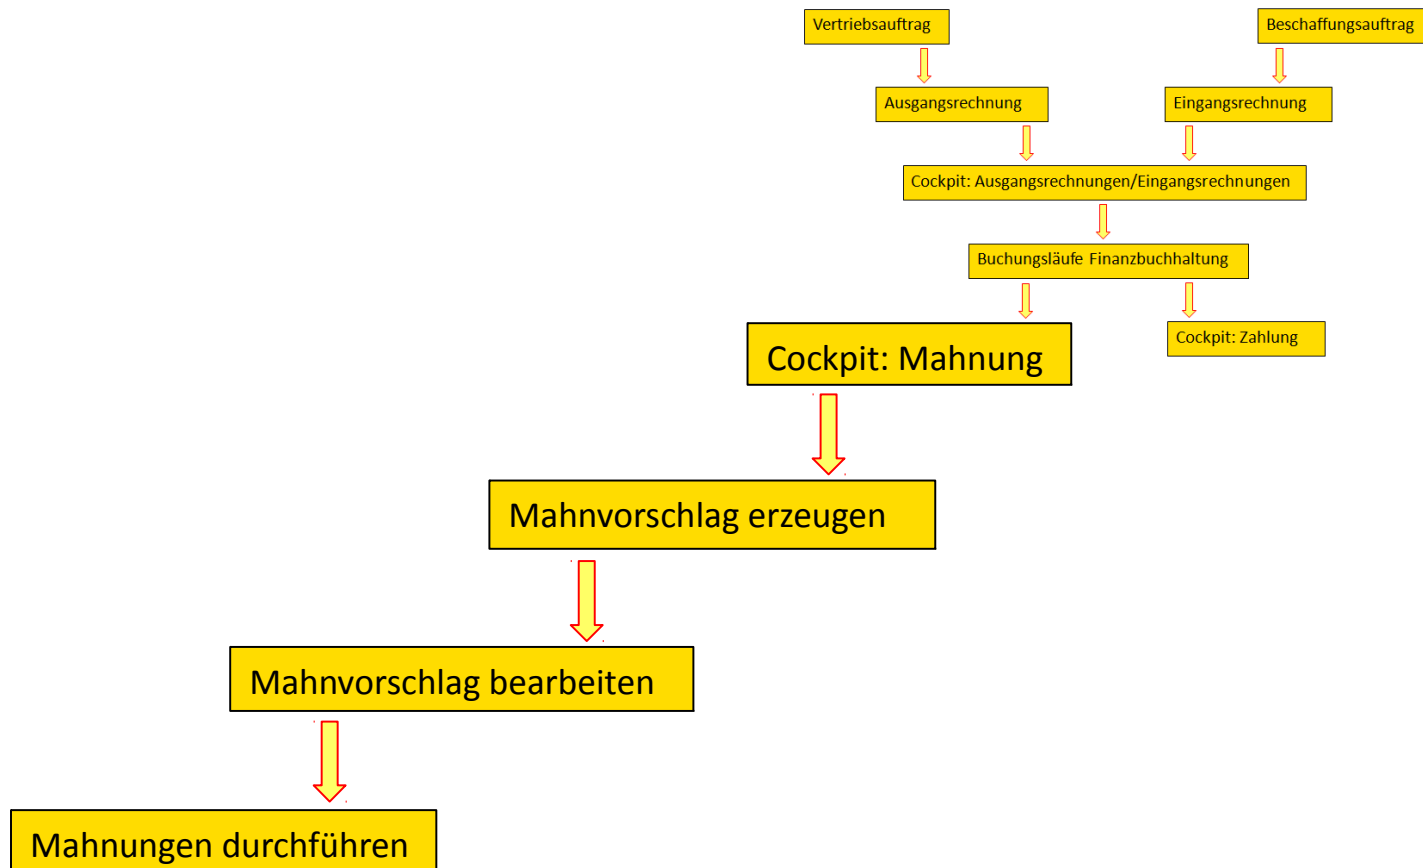 Vertriebsauftrag
Beschaffungsauftrag
Ausgangsrechnung
Eingangsrechnung
Cockpit: Ausgangsrechnungen/Eingangsrechnungen
Buchungsläufe Finanzbuchhaltung
Cockpit: Mahnung
Cockpit: Zahlung
Mahnvorschlag erzeugen
Mahnvorschlag bearbeiten
Mahnungen durchführen